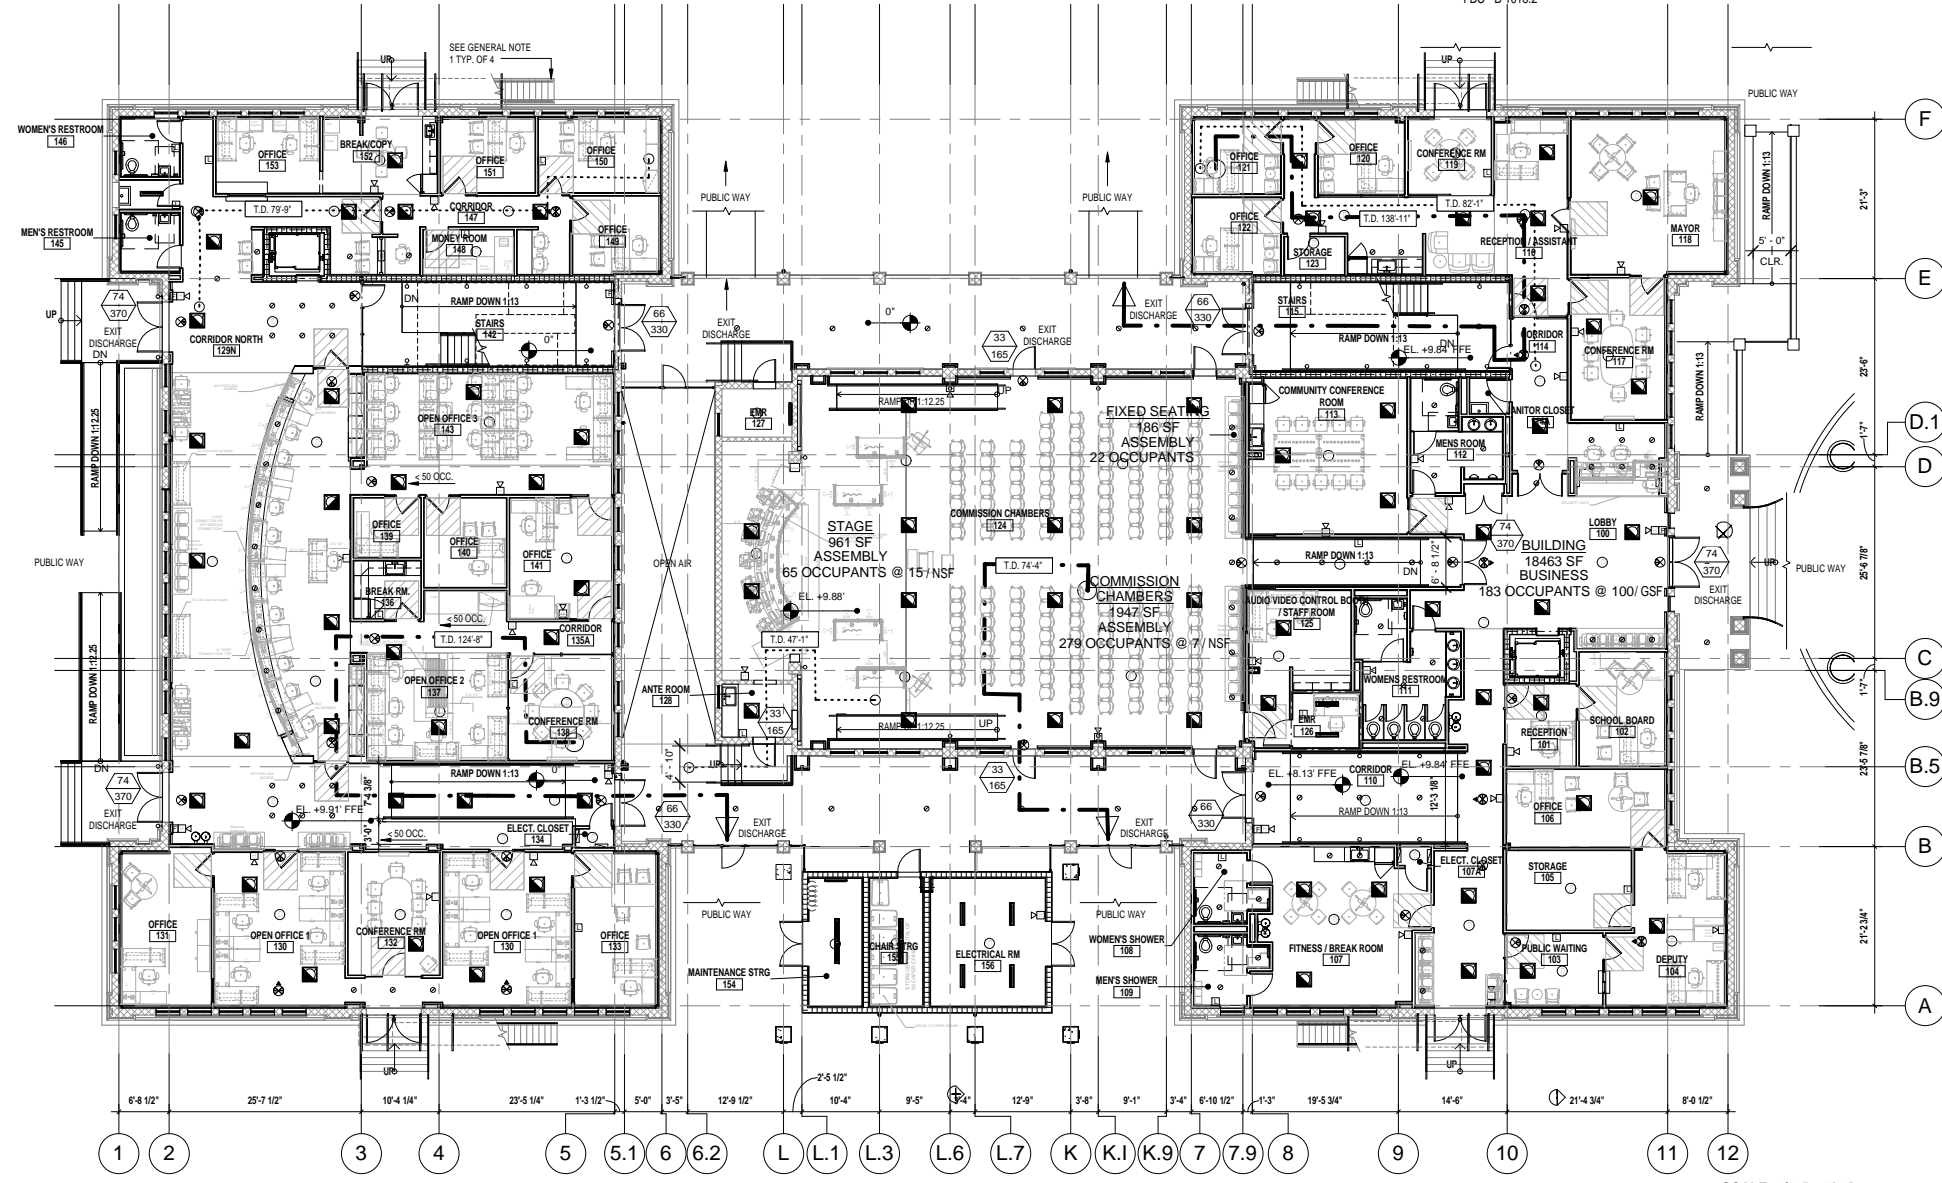 SEE GENERAL NOTE
1 TYP. OF 4
UP
UP
PUBLIC WAY
F
WOMEN'S RESTROOM
146
OFFICE
153
BREAK/COPY
152
OFFICE
151
OFFICE
150
OFFICE
121
OFFICE
120
CONFERENCE RM
119
RAMP DOWN 1:13
PUBLIC WAY
PUBLIC WAY
T.D. 79'-9"
CORRIDOR
147
T.D. 138'-11"
T.D. 82'-1"
21'-3"
MEN'S RESTROOM
145
MONEY ROOM
148
OFFICE
149
OFFICE
122
STORAGE
123
RECEPTION / ASSISTANT
116
MAYOR
118
5' - 0"
CLR.
E
74
370
UP
EXIT
DISCHARGE
DN
CORRIDOR NORTH
129N
DN
RAMP DOWN 1:13
STAIRS
142
0"
66
330
EXIT
DISCHARGE
0"
33
165
EXIT
DISCHARGE
EXIT
DISCHARGE
66
330
STAIRS
115
RAMP DOWN 1:13
DN
EL. +9.84' FFE
CORRIDOR
114
CONFERENCE RM
117
RAMP DOWN 1:13
23'-6"
RAMP DOWN 1:12.25
OPEN OFFICE 3
143
EMR
127
UP
FIXED SEATING
186 SF
ASSEMBLY
22 OCCUPANTS
COMMUNITY CONFERENCE
ROOM
113
MENS ROOM
112
JANITOR CLOSET
D.1
1'-7"
D
< 50 OCC.
OFFICE
139
OFFICE
140
OFFICE
141
COMMISSION CHAMBERS
124
STAGE
961 SF
ASSEMBLY
65 OCCUPANTS @ 15 / NSF
OPEN AIR
EL. +9.88'
T.D. 74'-4"
COMMISSION
CHAMBERS
1947 SF
ASSEMBLY
279 OCCUPANTS @ 7 / NSF
RAMP DOWN 1:13
DN
6' - 8 1/2"
74
370
LOBBY
100
BUILDING
18463 SF
BUSINESS
183 OCCUPANTS @ 100/ GSF
74
370
UP
PUBLIC WAY
EXIT
DISCHARGE
25'-6 7/8"
PUBLIC WAY
BREAK RM.
136
< 50 OCC.
T.D. 124'-8"
CORRIDOR
135A
T.D. 47'-1"
AUDIO VIDEO CONTROL BOOTH
/ STAFF ROOM
125
RAMP DOWN 1:12.25
OPEN OFFICE 2
137
CONFERENCE RM
138
ANTE ROOM
128
33
165
RAMP UP 1:12.25
UP
WOMENS RESTROOM
111
EMR
126
RECEPTION
101
SCHOOL BOARD
102
C
1'-7"
B.9
DN
74
370
EXIT
DISCHARGE
EL. +9.91' FFE
7'-4 3/8"
RAMP DOWN 1:13
0"
3'-0"
< 50 OCC.
ELECT. CLOSET
134
66
330
UP
4' - 10"
EXIT
DISCHARGE
33
165
EXIT
DISCHARGE
66
330
EL. +8.13' FFE
CORRIDOR
110
EL. +9.84' FFE
RAMP DOWN 1:13
12'-3 1/8"
OFFICE
106
23'-5 7/8"
B.5
B
OFFICE
131
OPEN OFFICE 1
130
CONFERENCE RM
132
OPEN OFFICE 1
130
OFFICE
133
PUBLIC WAY
MAINTENANCE STRG
154
CHAIR STRG
155
ELECTRICAL RM
156
PUBLIC WAY
WOMEN'S SHOWER
108
MEN'S SHOWER
109
FITNESS / BREAK ROOM
107
ELECT. CLOSET
107A
STORAGE
105
PUBLIC WAITING
103
DEPUTY
104
21'-2 3/4"
A
UP
UP
6'-8 1/2"
25'-7 1/2"
10'-4 1/4"
23'-5 1/4"
1'-3 1/2"
5'-0"
3'-5"
12'-9 1/2"
2'-5 1/2"
10'-4"
9'-5"
12'-9"
3'-8"
9'-1"
3'-4"
6'-10 1/2"
1'-3"
19'-5 3/4"
14'-6"
21'-4 3/4"
8'-0 1/2"
1
2
3
4
5
5.1
6
6.2
L
L.1
L.3
L.6
L.7
K
K.I
K.9
7
7.9
8
9
10
11
12